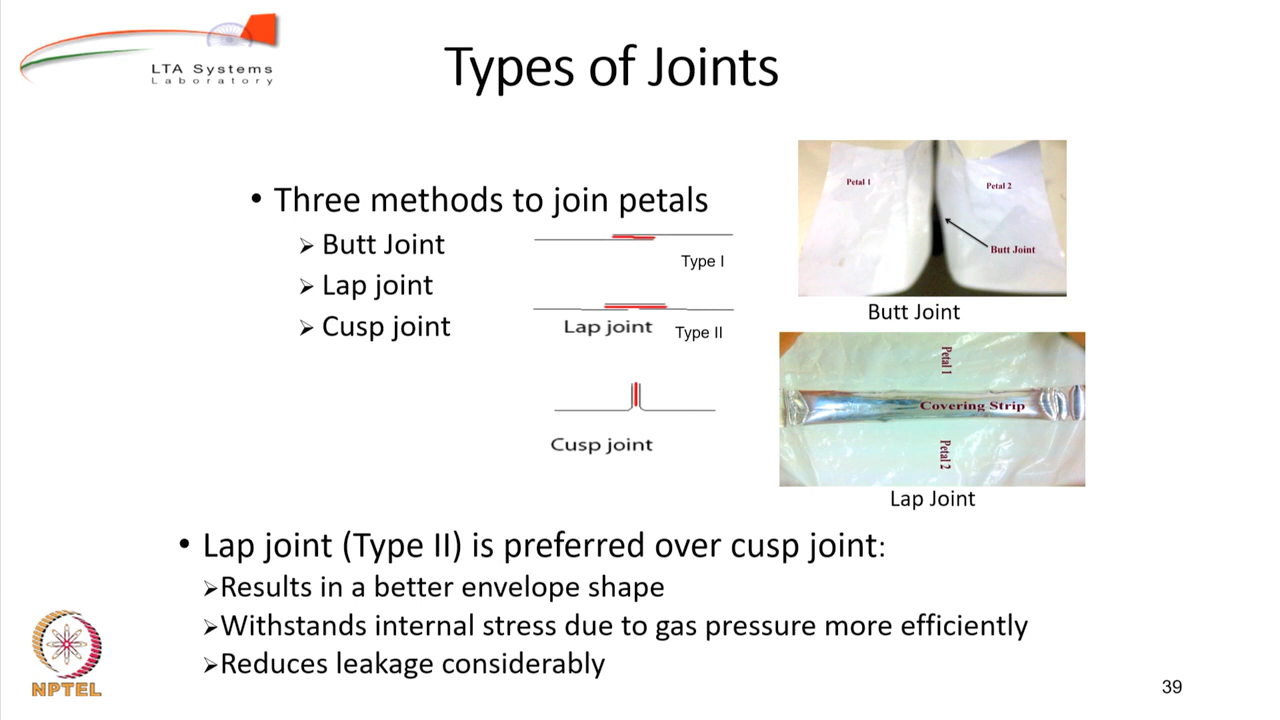 LTA Systems
Laboratory
Types of Joints
• Three methods to join petals
➢ Butt Joint
➢ Lap joint
➢ Cusp joint
Type I
Lap joint
Type II
Cusp joint
Petal 1
Petal 2
Butt Joint
Butt Joint
Petal 1
Covering Strip
Petal 2
Lap Joint
• Lap joint (Type II) is preferred over cusp joint:
➢Results in a better envelope shape
➢Withstands internal stress due to gas pressure more efficiently
➢Reduces leakage considerably
NPTEL
39